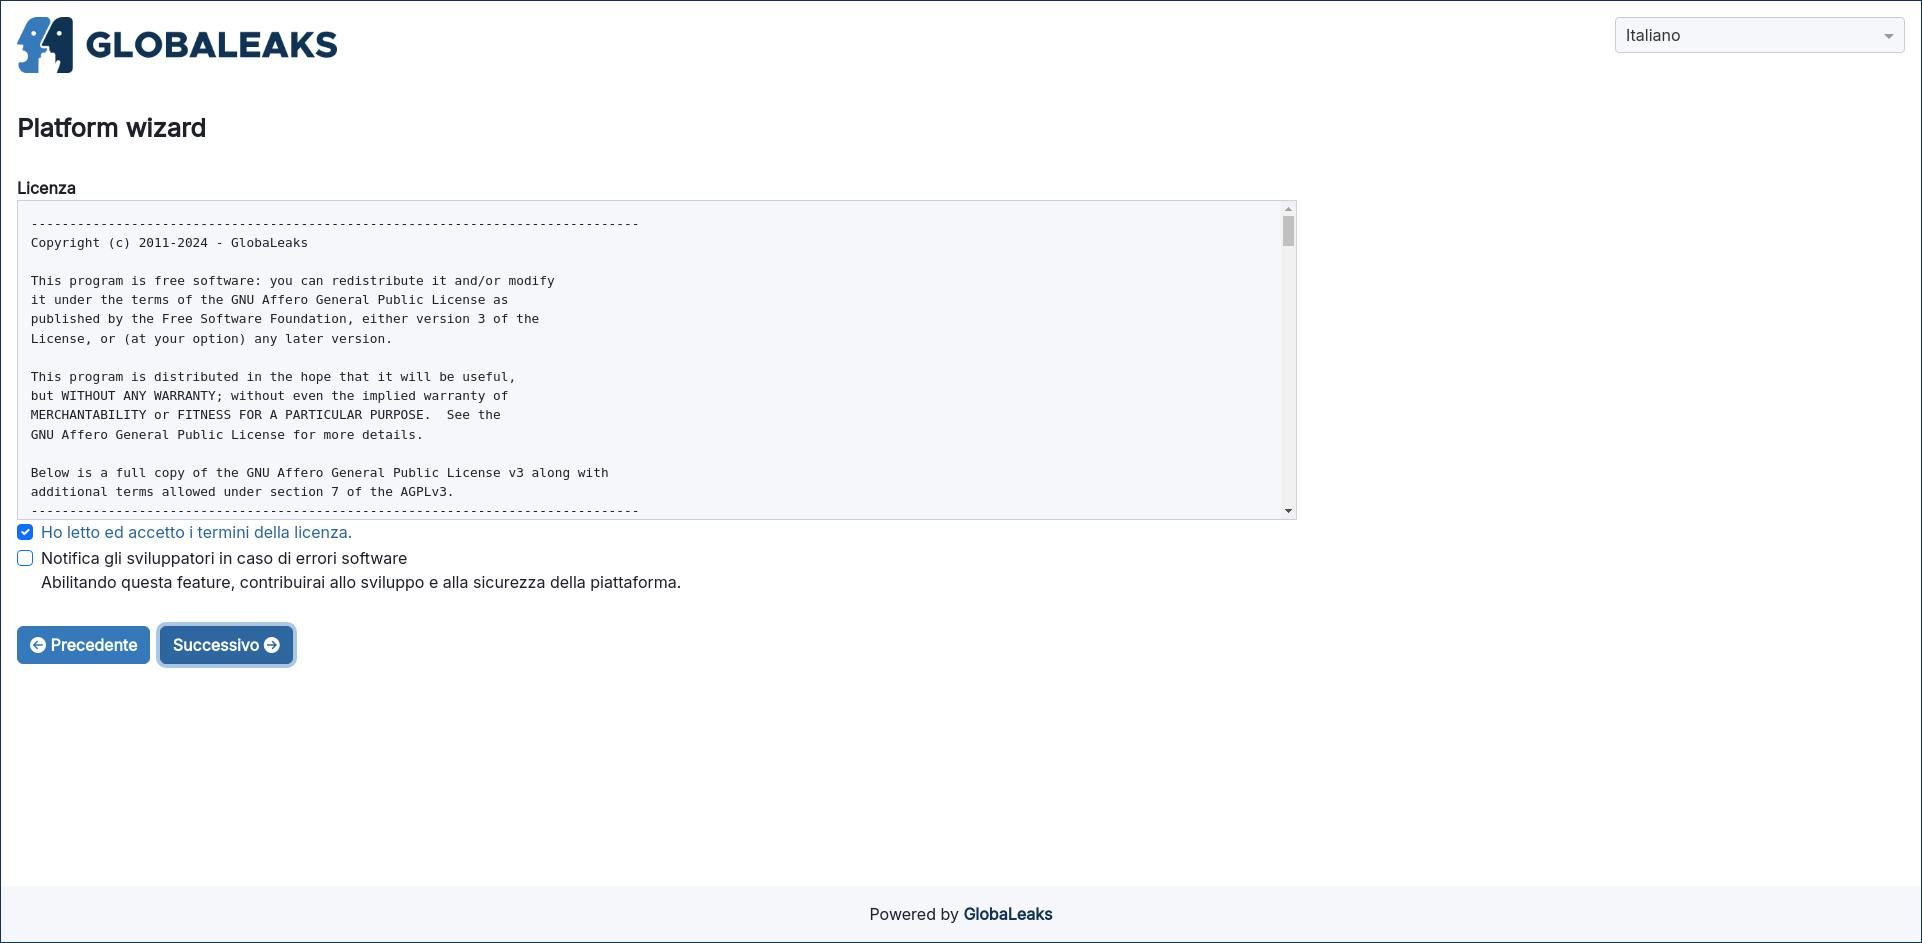 GLOBALEAKS
Italiano
Platform wizard
Licenza
-------------------------------------------------------------------------------
Copyright (c) 2011-2024 - GlobaLeaks
This program is free software: you can redistribute it and/or modify
it under the terms of the GNU Affero General Public License as
published by the Free Software Foundation, either version 3 of the
License, or (at your option) any later version.
This program is distributed in the hope that it will be useful,
but WITHOUT ANY WARRANTY; without even the implied warranty of
MERCHANTABILITY or FITNESS FOR A PARTICULAR PURPOSE.  See the
GNU Affero General Public License for more details.
Below is a full copy of the GNU Affero General Public License v3 along with
additional terms allowed under section 7 of the AGPLv3.
-------------------------------------------------------------------------------
Ho letto ed accetto i termini della licenza.
Notifica gli sviluppatori in caso di errori software
Abilitando questa feature, contribuirai allo sviluppo e alla sicurezza della piattaforma.
Precedente Successivo
Powered by GlobaLeaks